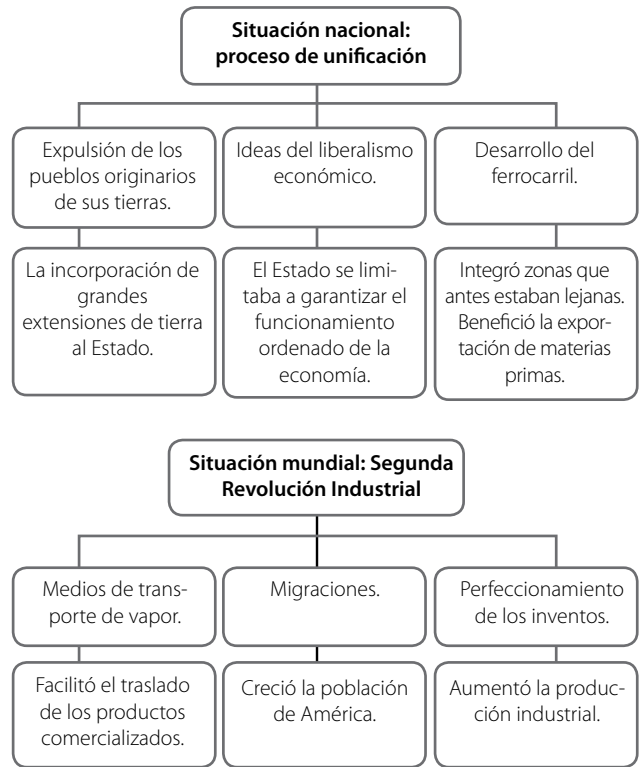 Situación nacional:
proceso de unificación
Expulsión de los
pueblos originarios
de sus tierras.
Ideas del liberalismo
económico.
Desarrollo del
ferrocarril.
La incorporación de
grandes
extensiones de tierra
al Estado.
El Estado se limi-
taba a garantizar el
funcionamiento
ordenado de la
economía.
Integró zonas que
antes estaban lejanas.
Benefició la expor-
tación de materias
primas.
Situación mundial: Segunda
Revolución Industrial
Medios de trans-
porte de vapor.
Migraciones.
Perfeccionamiento
de los inventos.
Facilitó el traslado
de los productos
comercializados.
Creció la población
de América.
Aumentó la produc-
ción industrial.